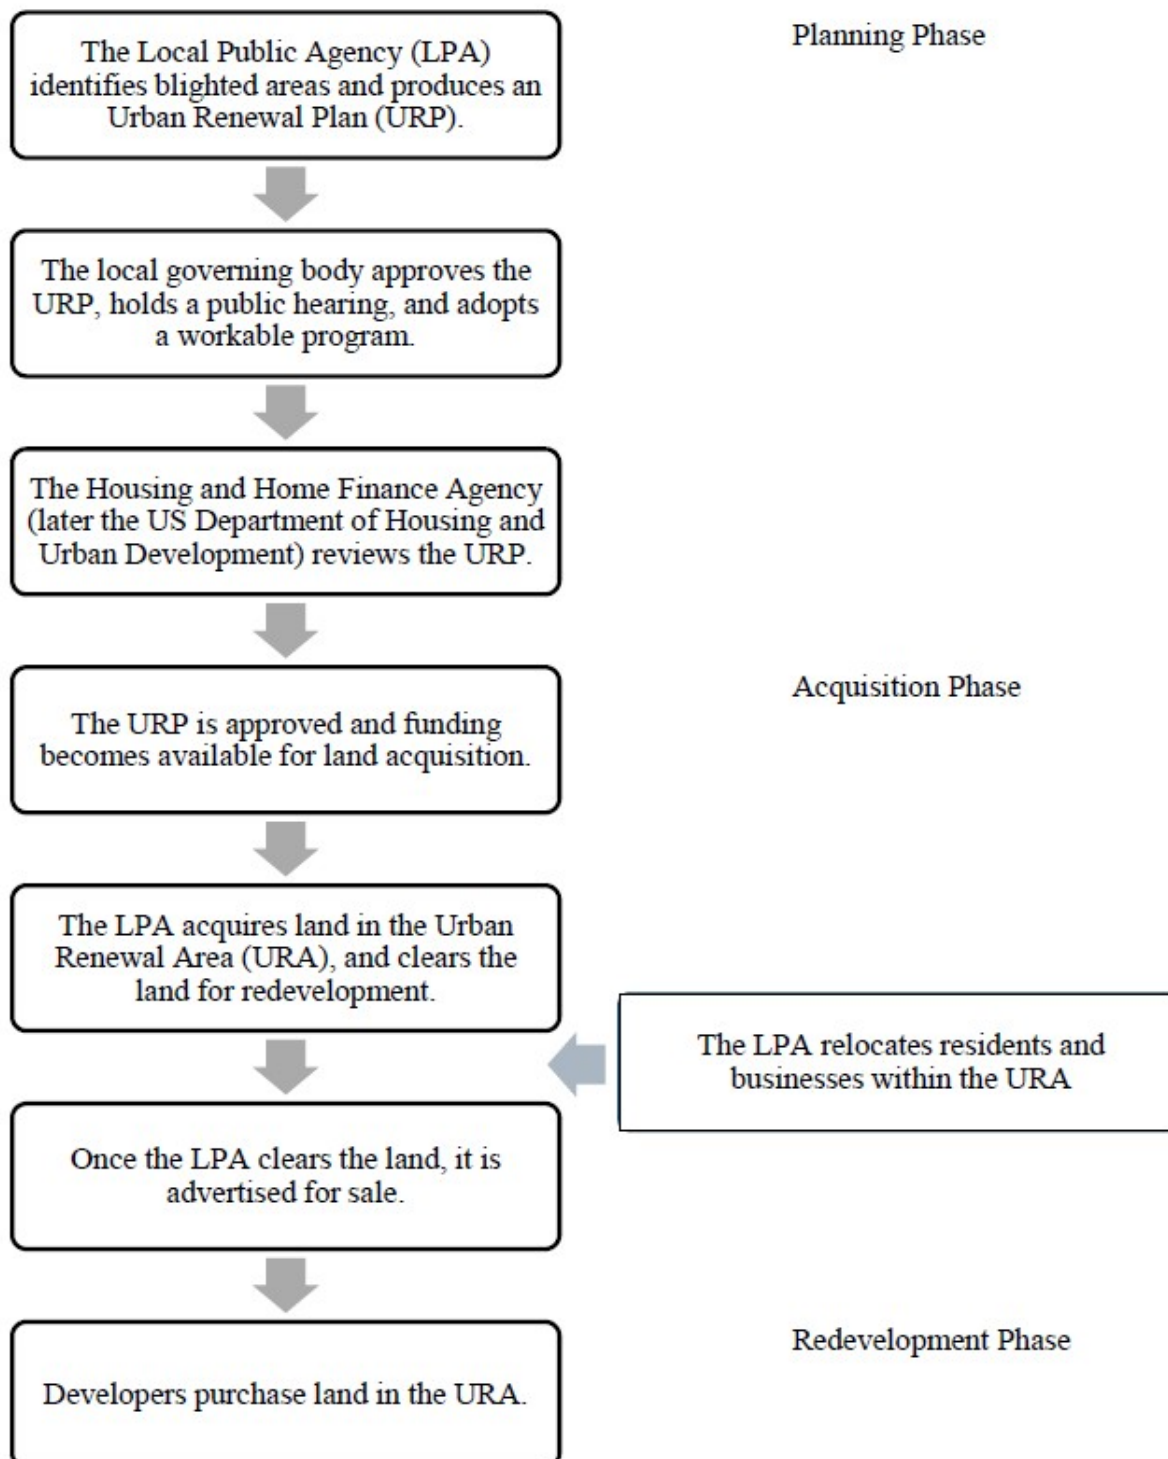 The Local Public Agency (LPA)
identifies blighted areas and produces an
Urban Renewal Plan (URP).
Planning Phase
The local governing body approves the
URP, holds a public hearing, and adopts
a workable program.
The Housing and Home Finance Agency
(later the US Department of Housing and
Urban Development) reviews the URP.
The URP is approved and funding
becomes available for land acquisition.
Acquisition Phase
The LPA acquires land in the Urban
Renewal Area (URA), and clears the
land for redevelopment.
The LPA relocates residents and
businesses within the URA
Once the LPA clears the land, it is
advertised for sale.
Developers purchase land in the URA.
Redevelopment Phase